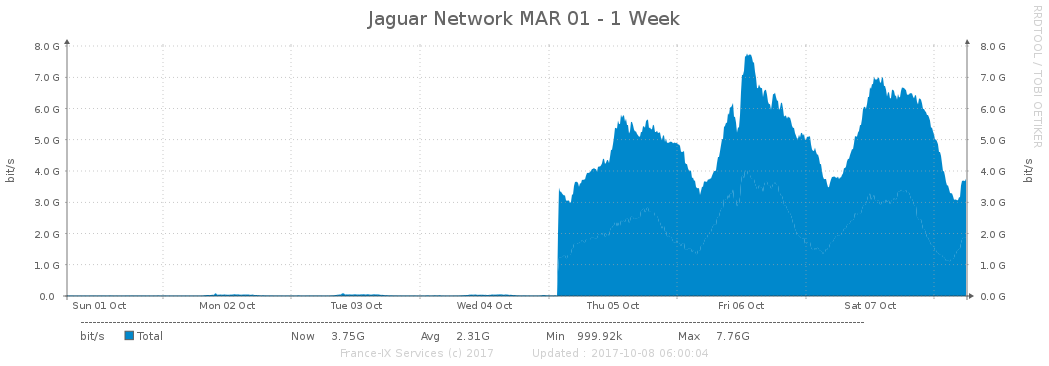 Jaguar Network MAR 01 - 1 Week
RRDTOOL / TOBI OETIKER
bit/s
8.0 G 8.0 G
7.0 G 7.0 G
6.0 G 6.0 G
5.0 G 5.0 G
4.0 G 4.0 G
3.0 G 3.0 G
2.0 G 2.0 G
1.0 G 1.0 G
0.0 0.0 G
bit/s
Sun 01 Oct Mon 02 Oct Tue 03 Oct Wed 04 Oct Thu 05 Oct Fri 06 Oct Sat 07 Oct
bit/s Total Now 3.75G Avg 2.31G Min 999.92k Max 7.76G
France-IX Services (c) 2017 Updated : 2017-10-08 06:00:04